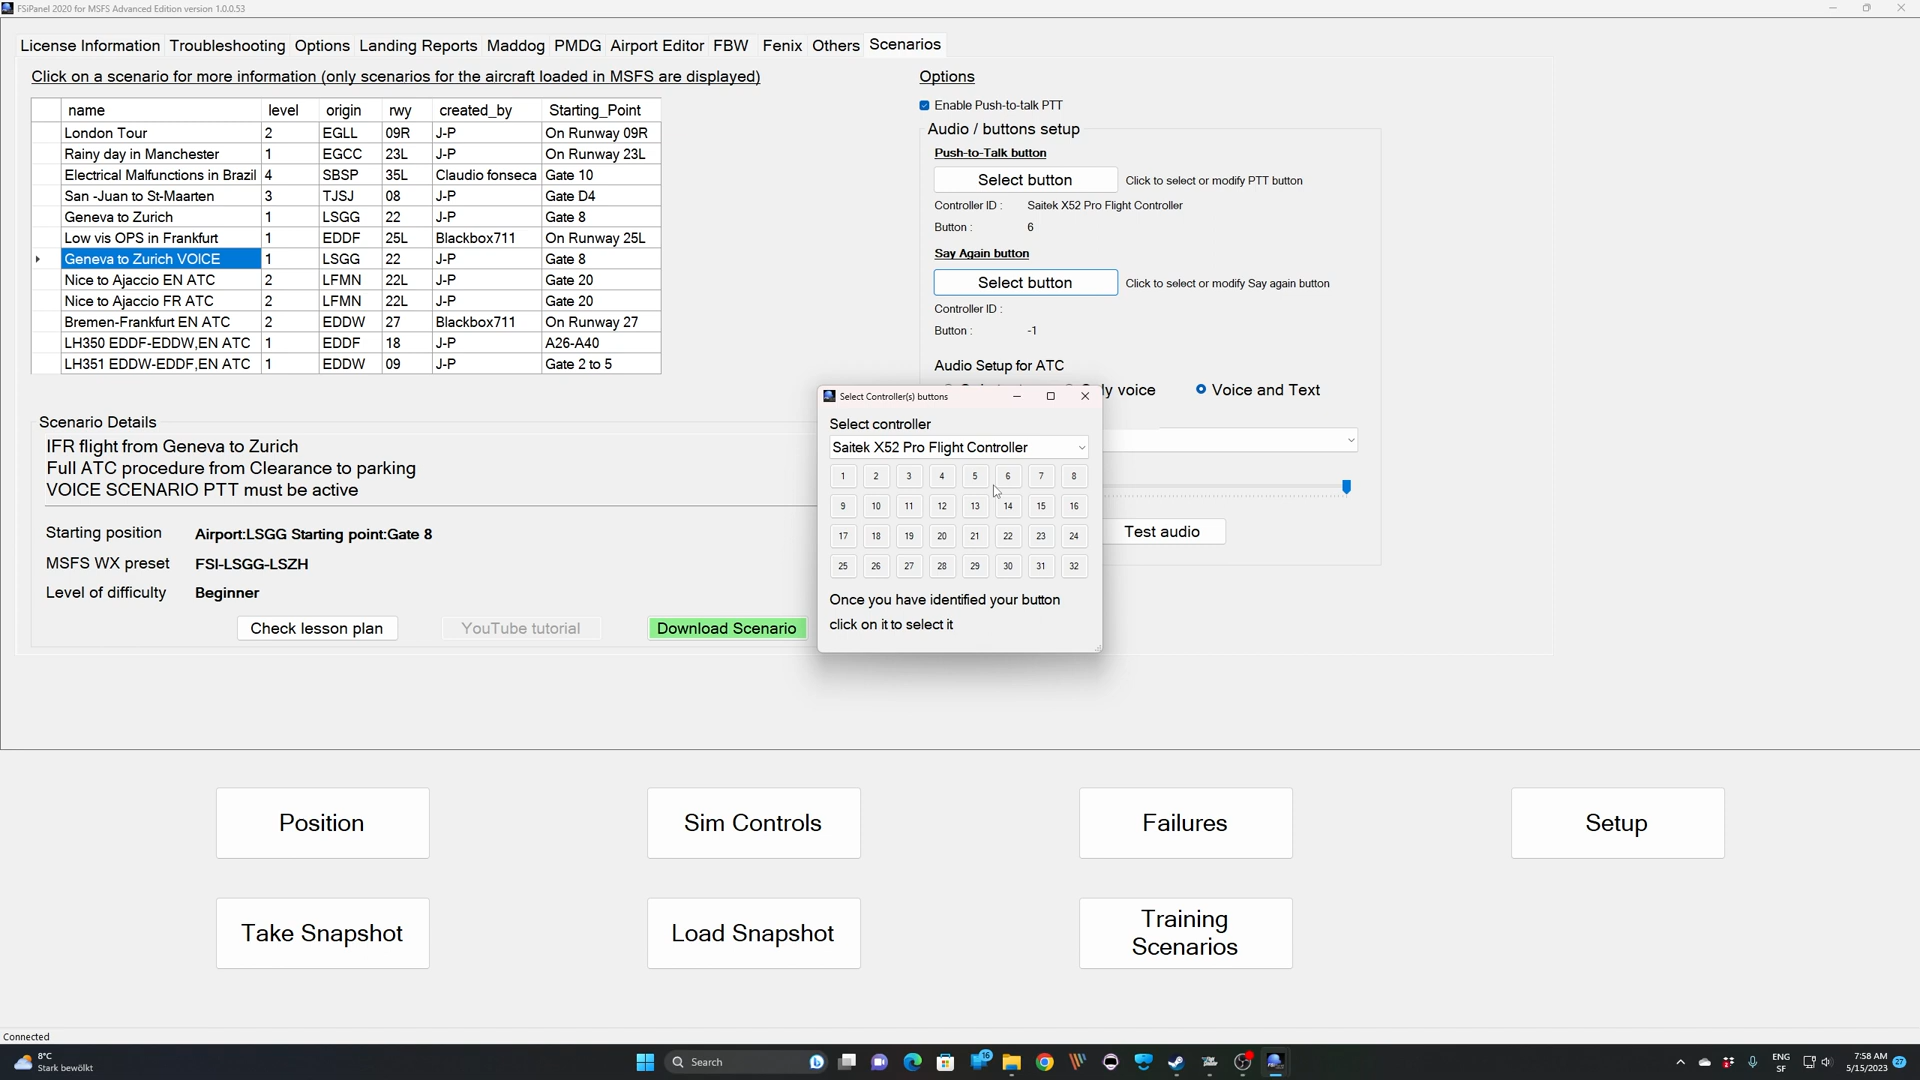 FSiPanel 2020 for MSFS Advanced Edition version 1.0.0.53
License Information Troubleshooting Options Landing Reports Maddog PMDG Airport Editor FBW Fenix Others Scenarios
Click on a scenario for more information (only scenarios for the aircraft loaded in MSFS are displayed)
name level origin rwy created_by Starting_Point
London Tour 2 EGLL 09R J-P On Runway 09R
Rainy day in Manchester 1 EGCC 23L J-P On Runway 23L
Electrical Malfunctions in Brazil 4 SBSP 35L Claudio fonseca Gate 10
San -Juan to St-Maarten 3 TJSJ 08 J-P Gate D4
Geneva to Zurich 1 LSGG 22 J-P Gate 8
Low vis OPS in Frankfurt 1 EDDF 25L Blackbox711 On Runway 25L
Geneva to Zurich VOICE 1 LSGG 22 J-P Gate 8
Nice to Ajaccio EN ATC 2 LFMN 22L J-P Gate 20
Nice to Ajaccio FR ATC 2 LFMN 22L J-P Gate 20
Bremen-Frankfurt EN ATC 2 EDDW 27 Blackbox711 On Runway 27
LH350 EDDF-EDDW,EN ATC 1 EDDF 18 J-P A26-A40
LH351 EDDW-EDDF,EN ATC 1 EDDW 09 J-P Gate 2 to 5
Scenario Details
IFR flight from Geneva to Zurich
Full ATC procedure from Clearance to parking
VOICE SCENARIO PTT must be active
Starting position Airport:LSGG Starting point:Gate 8
MSFS WX preset FSI-LSGG-LSZH
Level of difficulty Beginner
Check lesson plan YouTube tutorial Download Scenario
Options
Enable Push-to-talk PTT
Audio / buttons setup
Push-to-Talk button
Select button Click to select or modify PTT button
Controller ID : Saitek X52 Pro Flight Controller
Button : 6
Say Again button
Select button Click to select or modify Say again button
Controller ID :
Button : -1
Audio Setup for ATC
voice Voice and Text
Test audio
Select Controller(s) buttons
Select controller
Saitek X52 Pro Flight Controller
1 2 3 4 5 6 7 8
9 10 11 12 13 14 15 16
17 18 19 20 21 22 23 24
25 26 27 28 29 30 31 32
Once you have identified your button
click on it to select it
Position Sim Controls Failures Setup
Take Snapshot Load Snapshot Training
Scenarios
Connected
8°C
Stark bewölkt
Search
16
ENG
SF
7:58 AM
5/15/2023
27